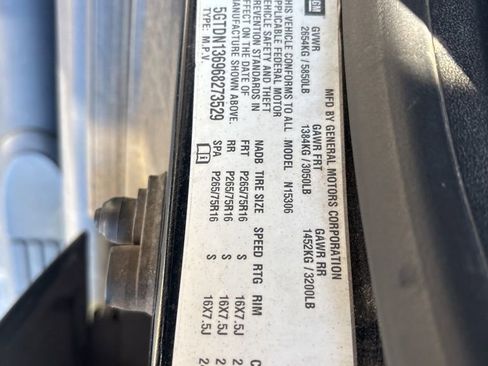 MFD BY GENERAL MOTORS CORPORATION
GM
GVWR GAWR FRT GAWR RR
2654KG / 5850LB 1384KG / 3050LB 1452KG / 3200LB
THIS VEHICLE CONFORMS TO ALL
APPLICABLE FEDERAL MOTOR
VEHICLE SAFETY AND THEFT
PREVENTION STANDARDS IN
EFFECT ON THE DATE OF
MANUFACTURE SHOWN ABOVE.
5GTDN136968273529
TYPE: M.P.V.
MODEL N15306
NADB TIRE SIZE SPEED RTG RIM
FRT P265/75R16 S 16X7.5J
RR P265/75R16 S 16X7.5J
SPA P265/75R16 S 16X7.5J